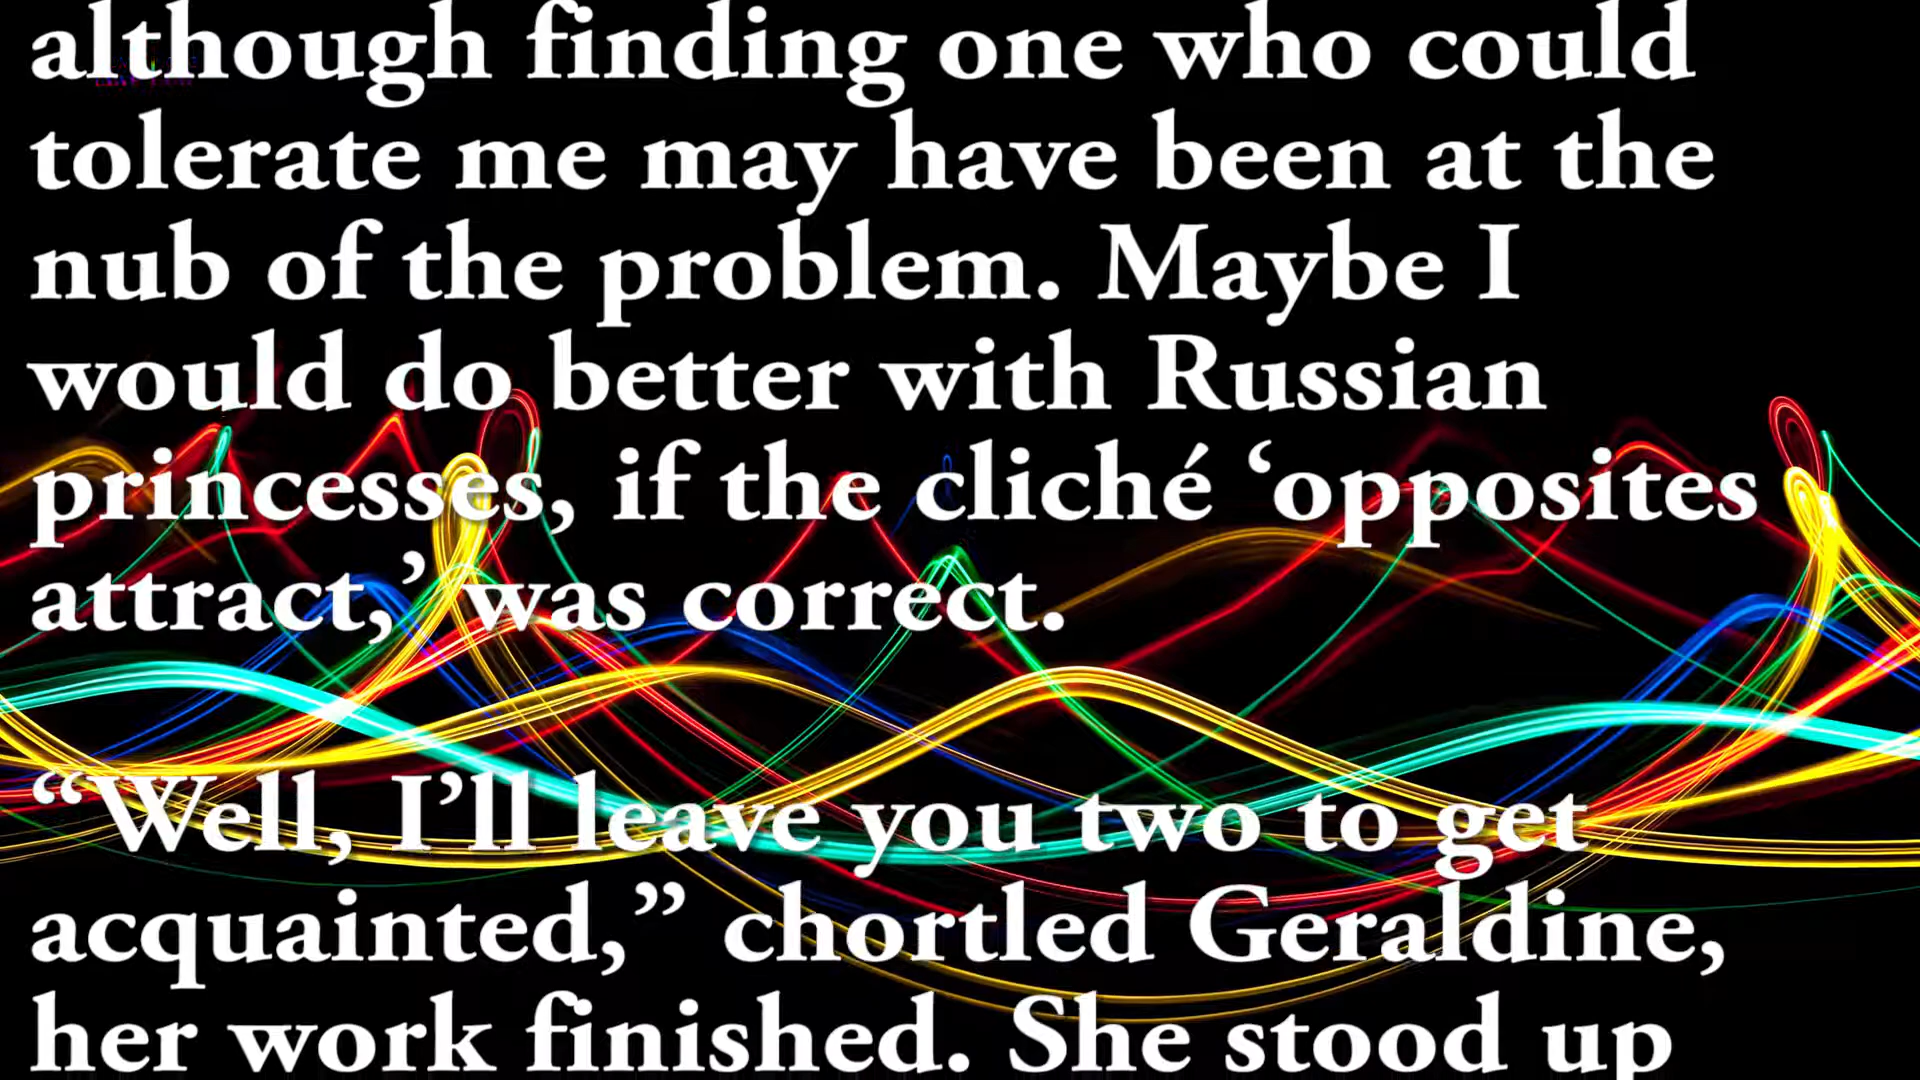 although finding one who could
tolerate me may have been at the
nub of the problem. Maybe I
would do better with Russian
princesses, if the cliché ‘opposites
attract,’ was correct.
“Well, I’ll leave you two to get
acquainted,” chortled Geraldine,
her work finished. She stood up